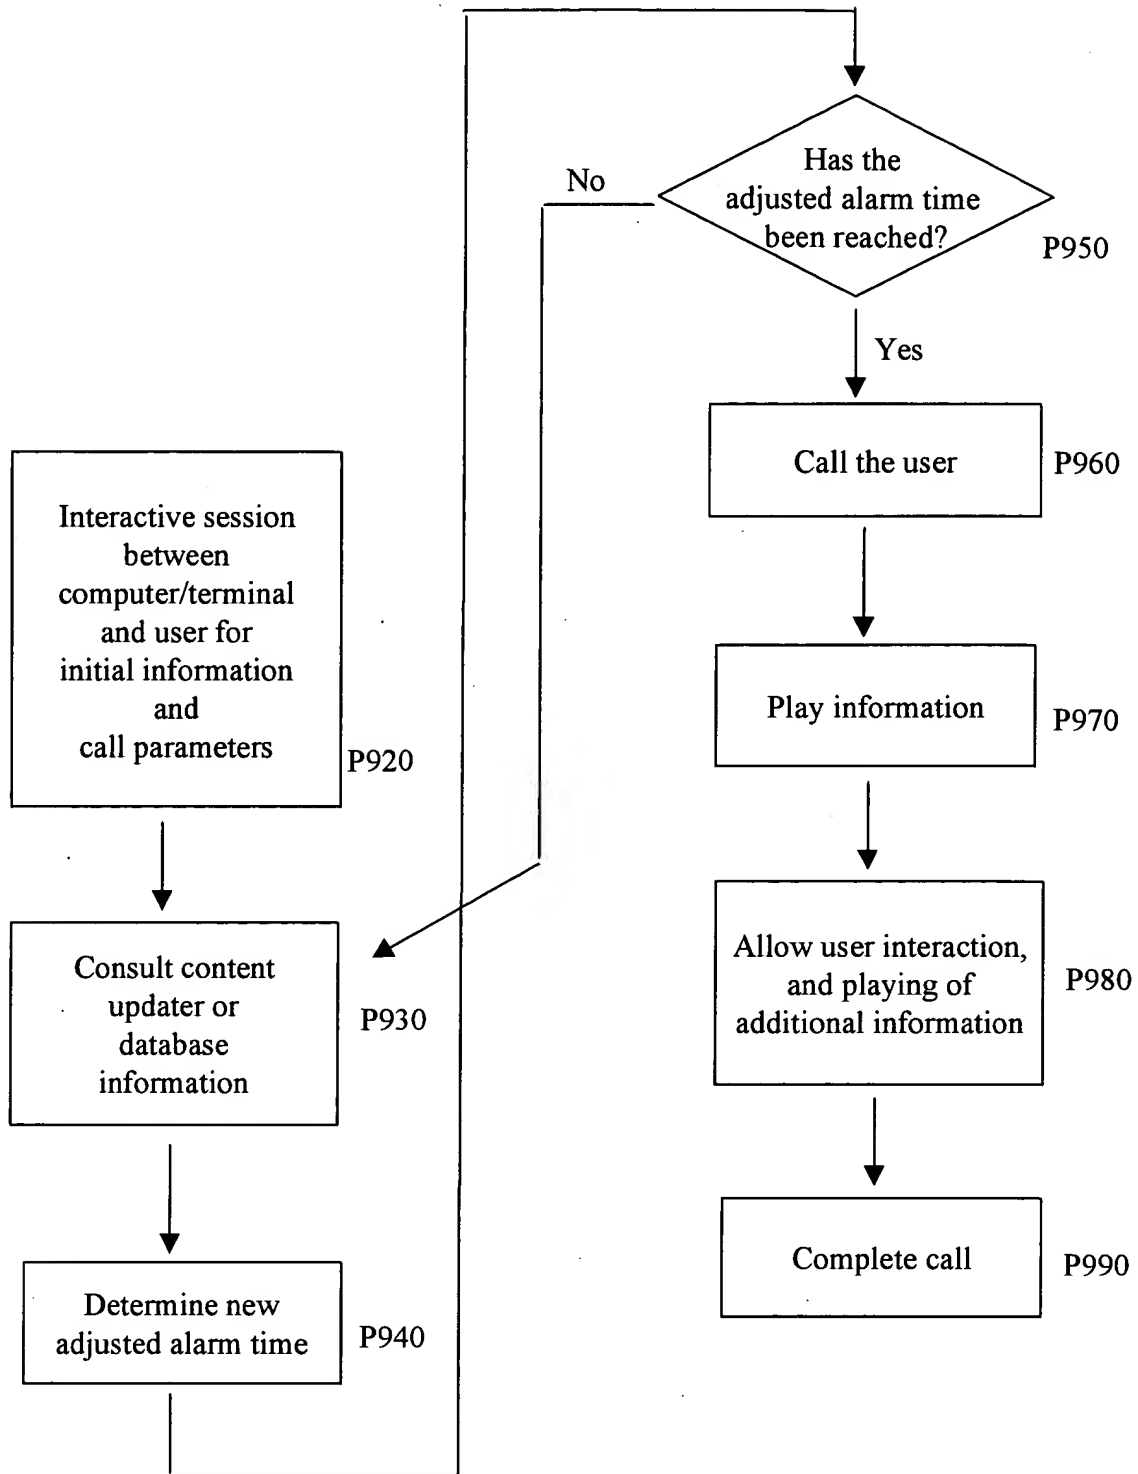 Interactive session
between
computer/terminal
and user for
initial information
and
call parameters
P920
Consult content
updater or
database
information
P930
Determine new
adjusted alarm time
P940
Has the
adjusted alarm time
been reached?
P950
No
Yes
Call the user
P960
Play information
P970
Allow user interaction,
and playing of
additional information
P980
Complete call
P990